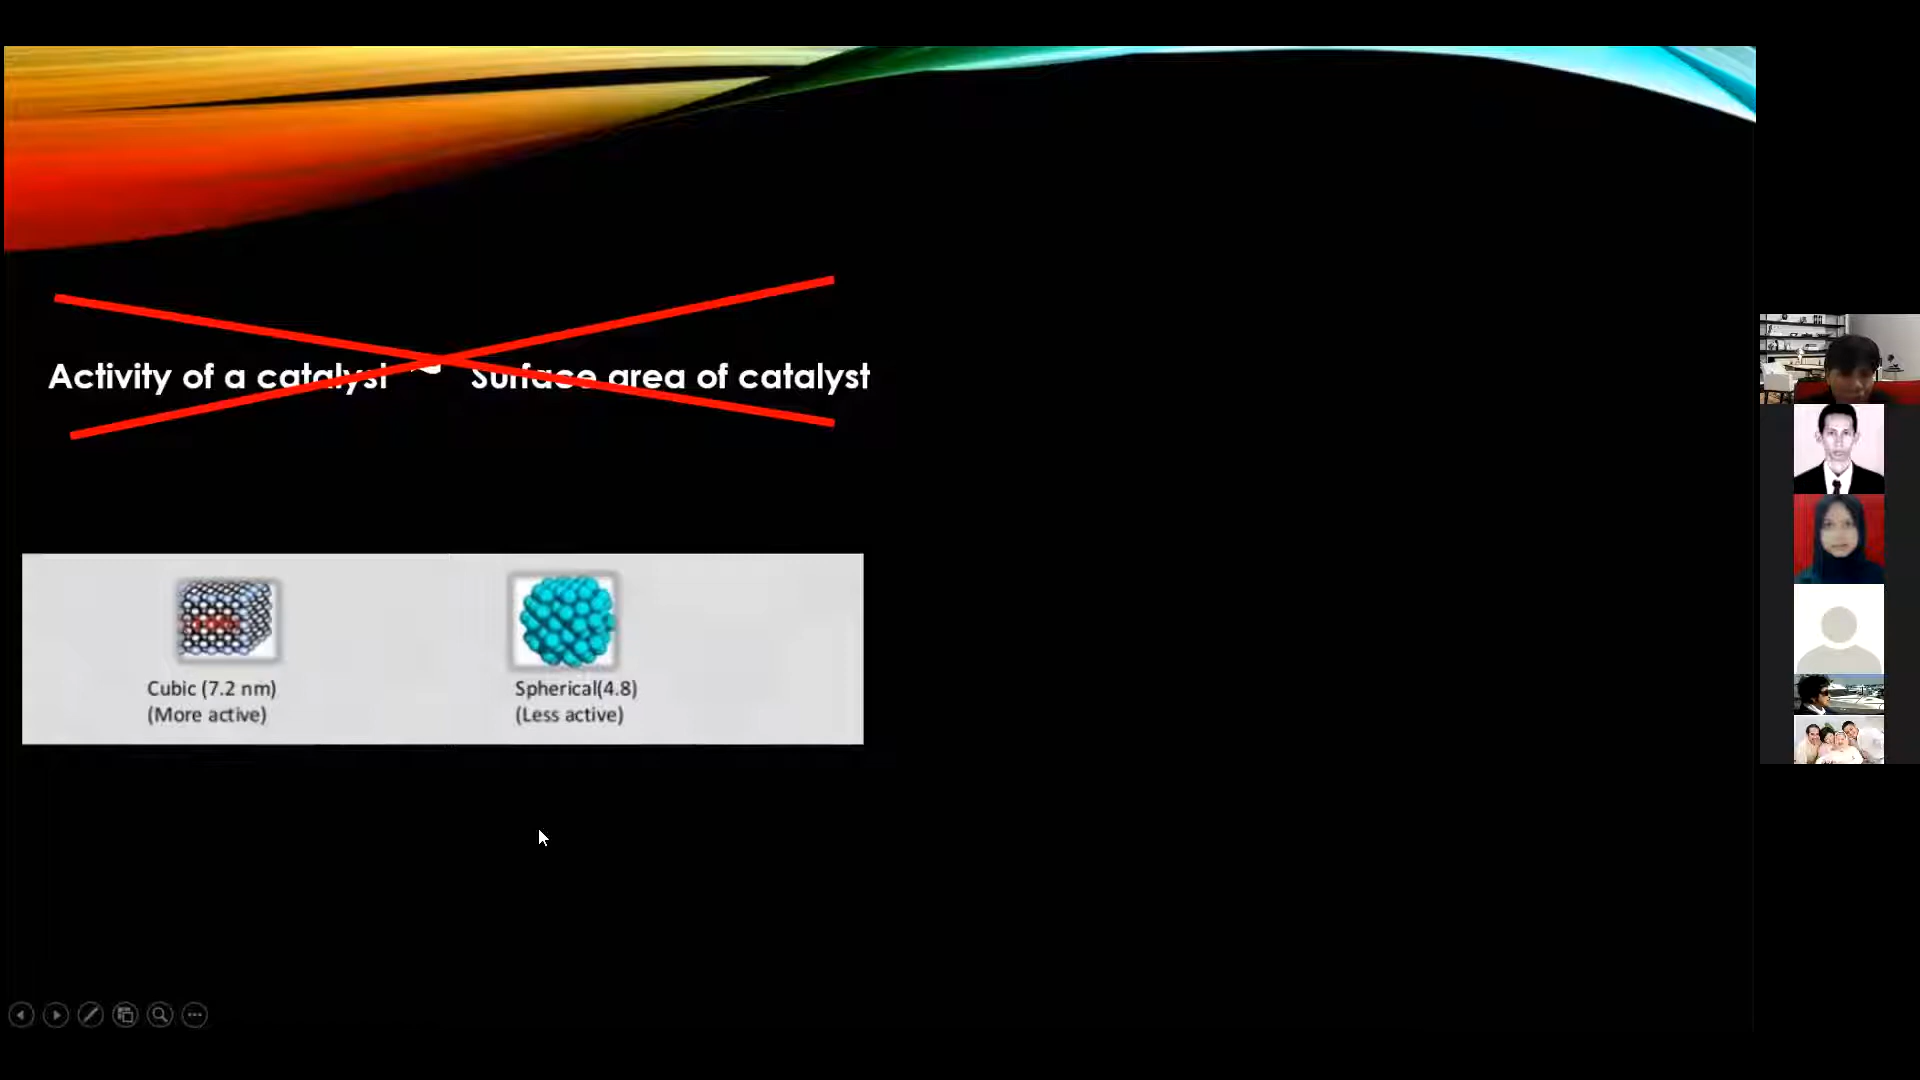 Activity of a catalyst ~ Surface area of catalyst
Cubic (7.2 nm)
(More active)
Spherical(4.8)
(Less active)